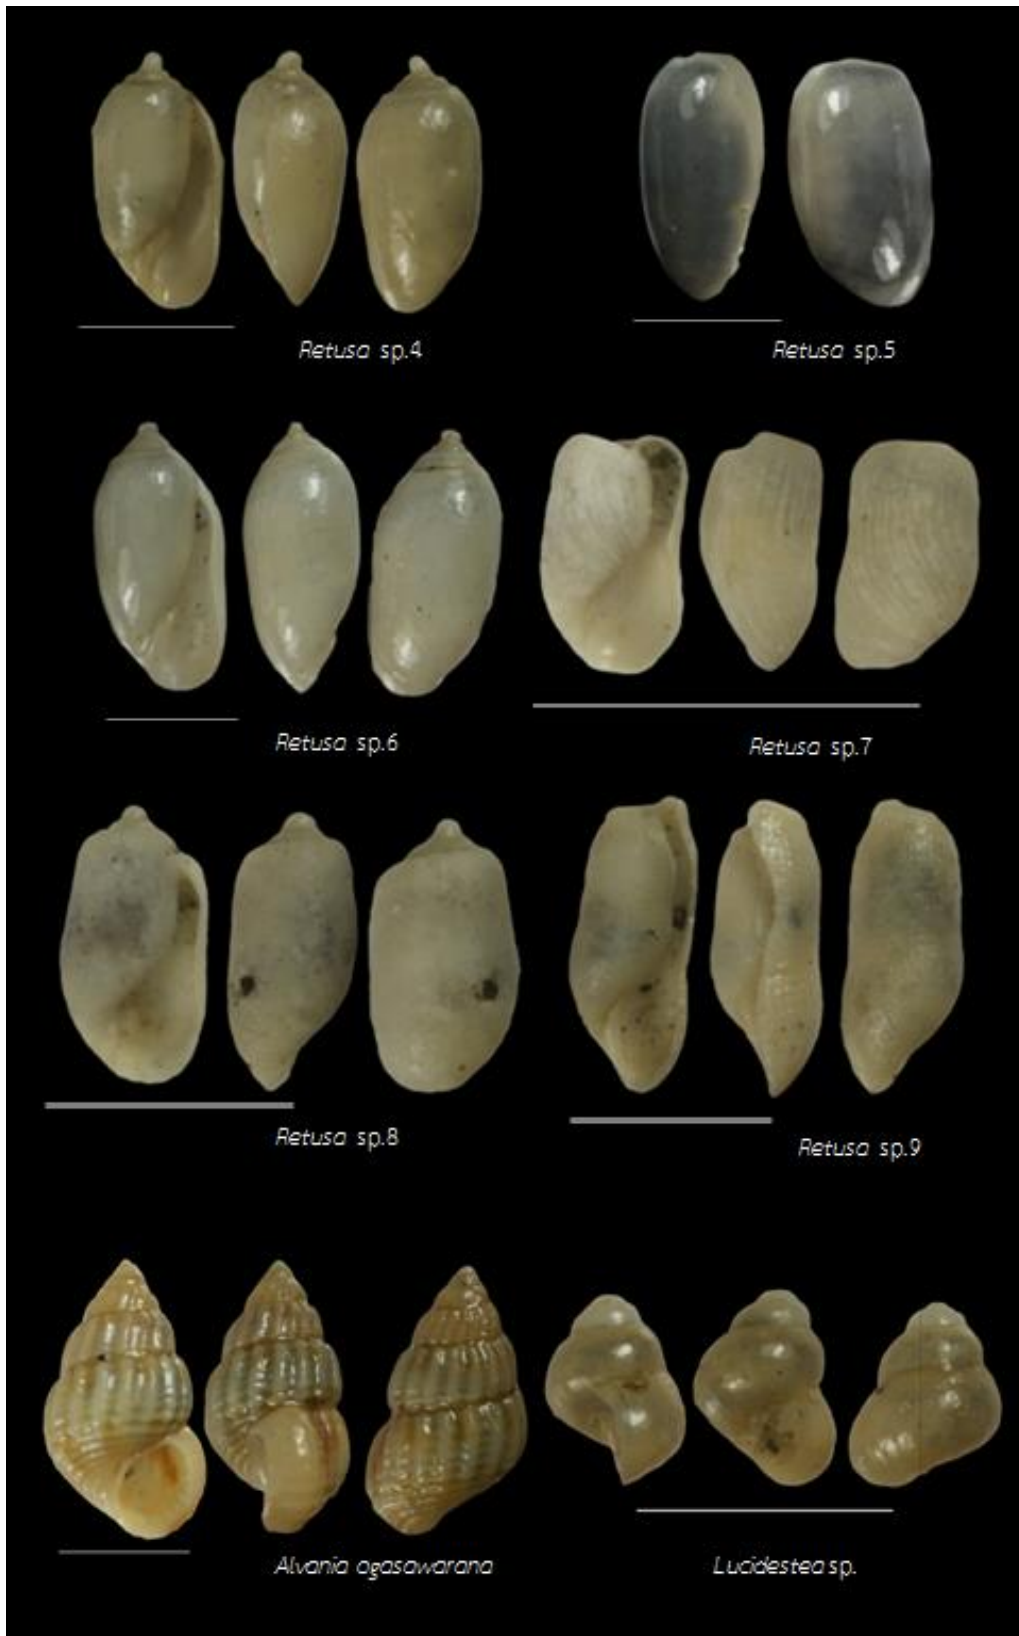 Retusa sp.4
Retusa sp.5
Retusa sp.6
Retusa sp.7
Retusa sp.8
Retusa sp.9
Alvania ogasawarana
Lucidestea sp.